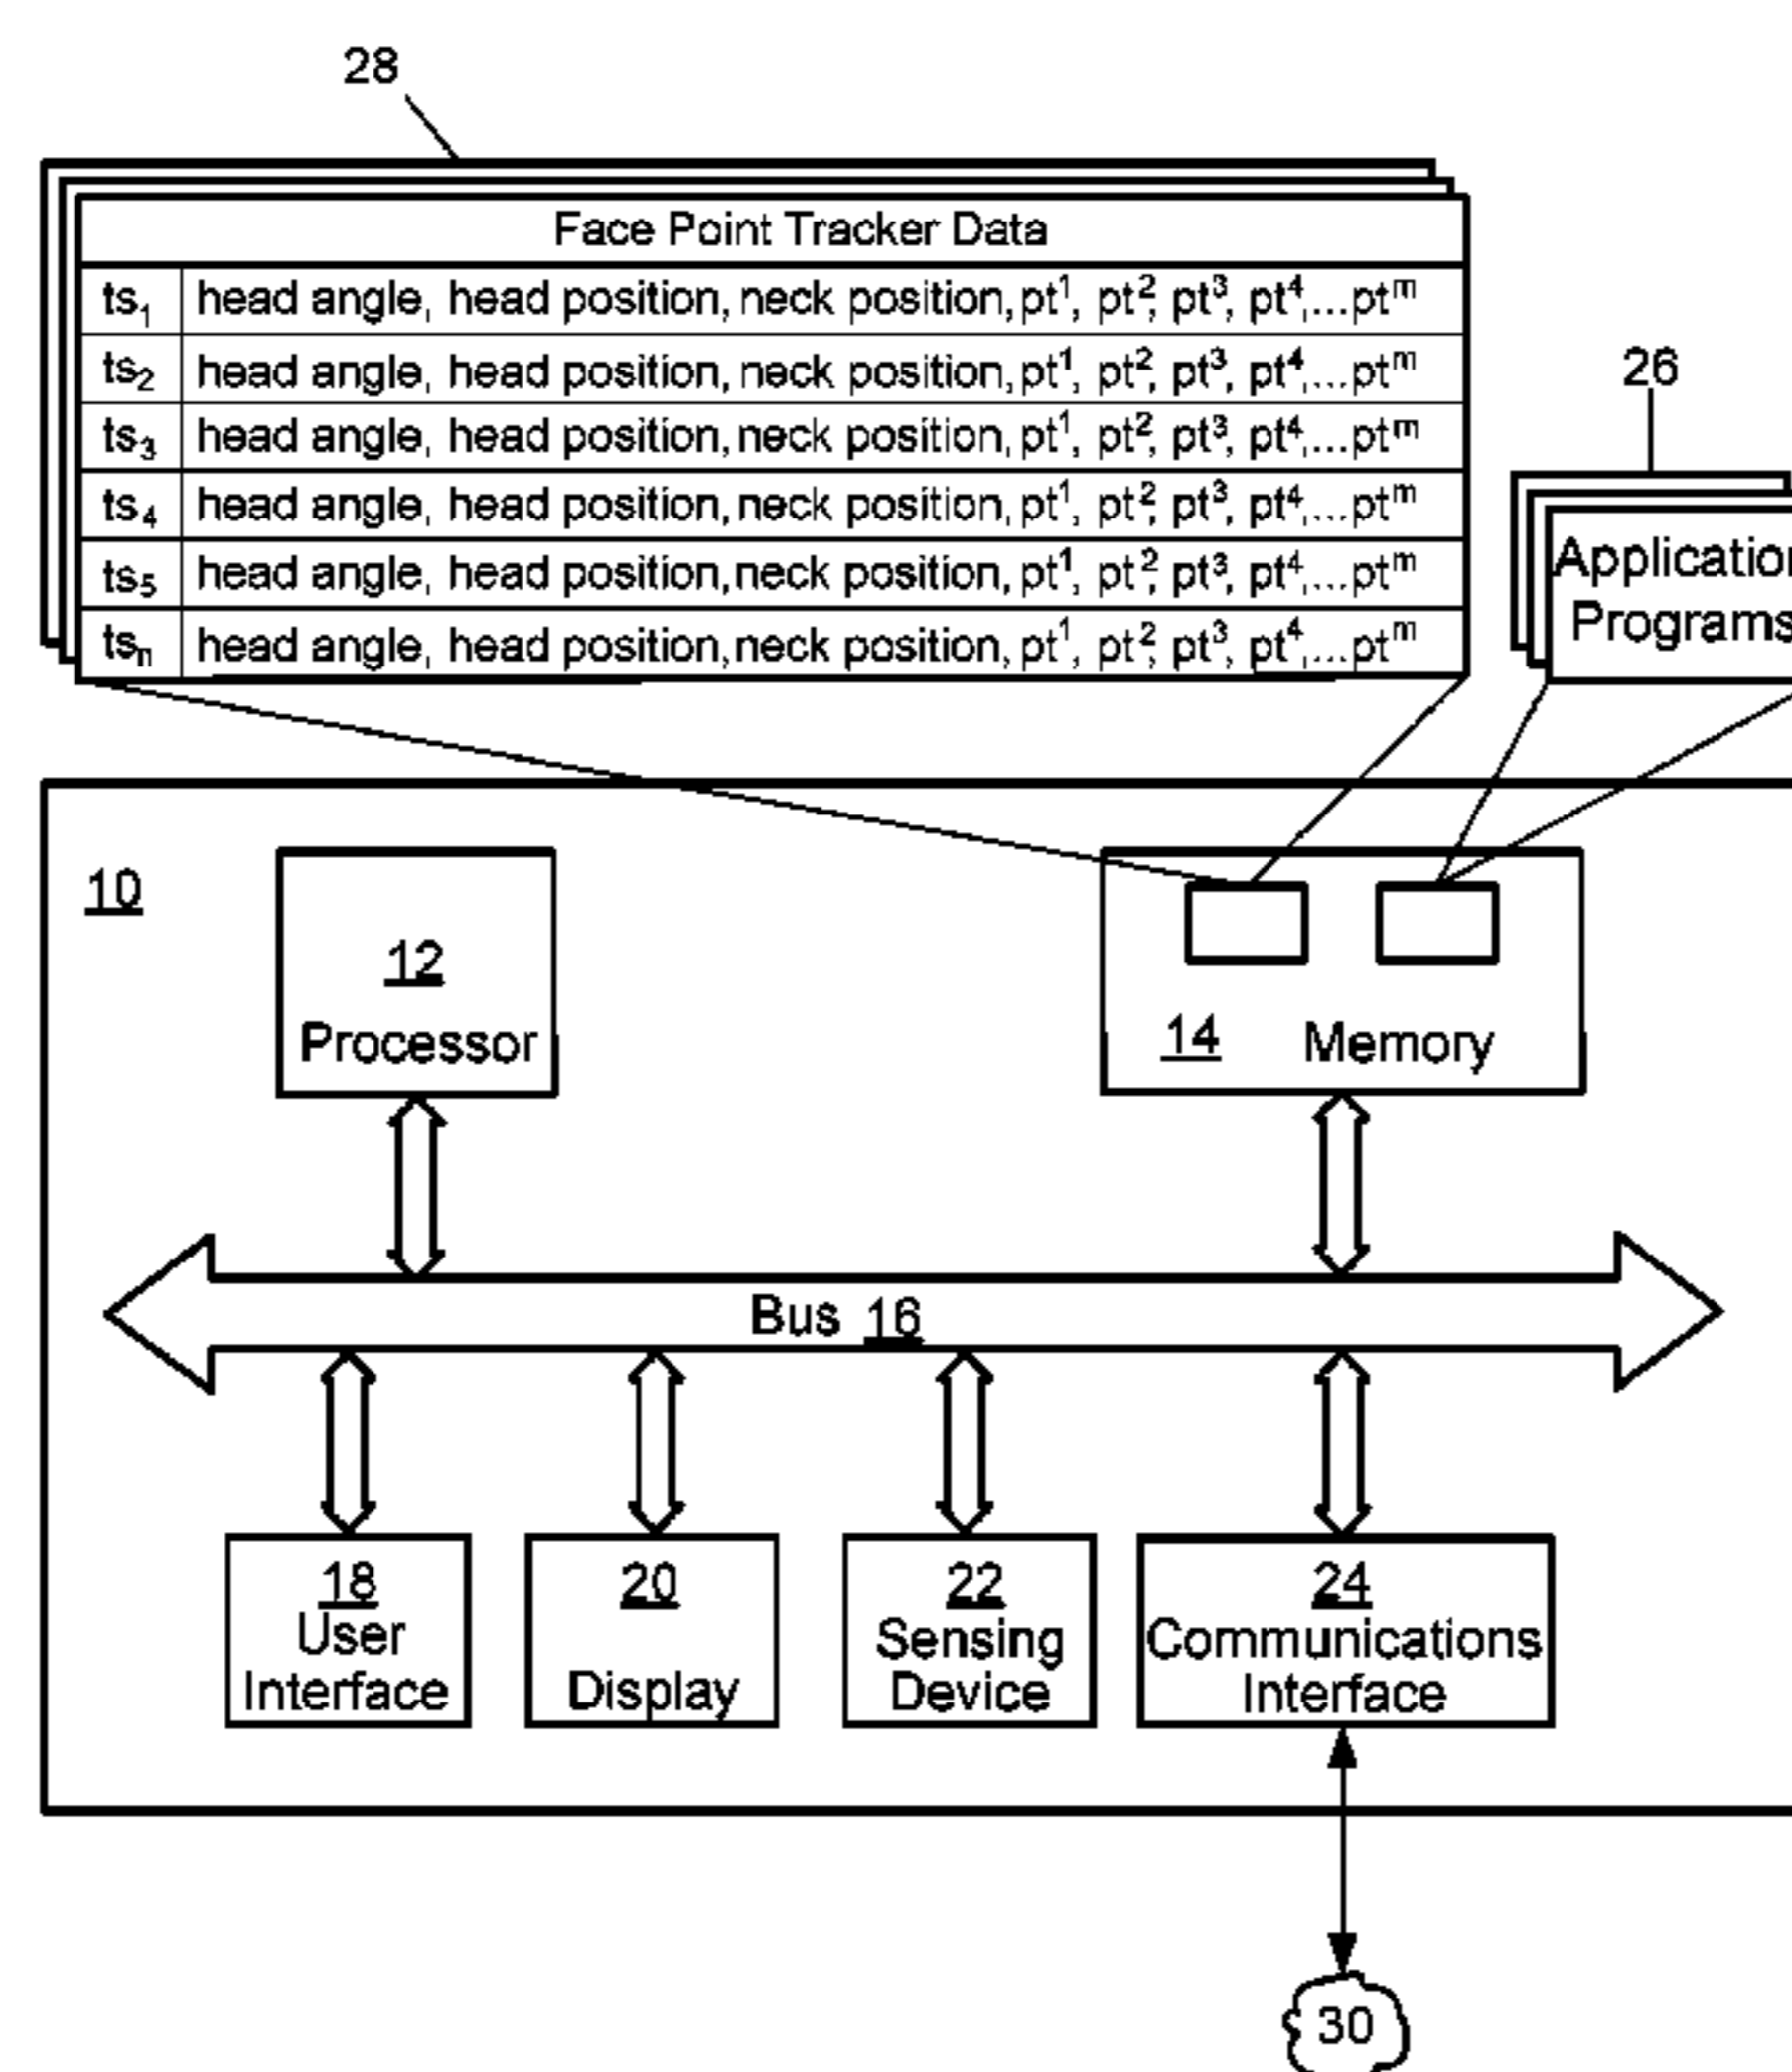 28
Face Point Tracker Data
ts₁ head angle, head position, neck position, pt¹, pt², pt³, pt⁴,...ptᵐ
ts₂ head angle, head position, neck position, pt¹, pt², pt³, pt⁴,...ptᵐ
ts₃ head angle, head position, neck position, pt¹, pt², pt³, pt⁴,...ptᵐ
ts₄ head angle, head position, neck position, pt¹, pt², pt³, pt⁴,...ptᵐ
ts₅ head angle, head position, neck position, pt¹, pt², pt³, pt⁴,...ptᵐ
tsₙ head angle, head position, neck position, pt¹, pt², pt³, pt⁴,...ptᵐ
26
Application
Programs
10
12
Processor
14 Memory
Bus 16
18
User
Interface
20
Display
22
Sensing
Device
24
Communications
Interface
30